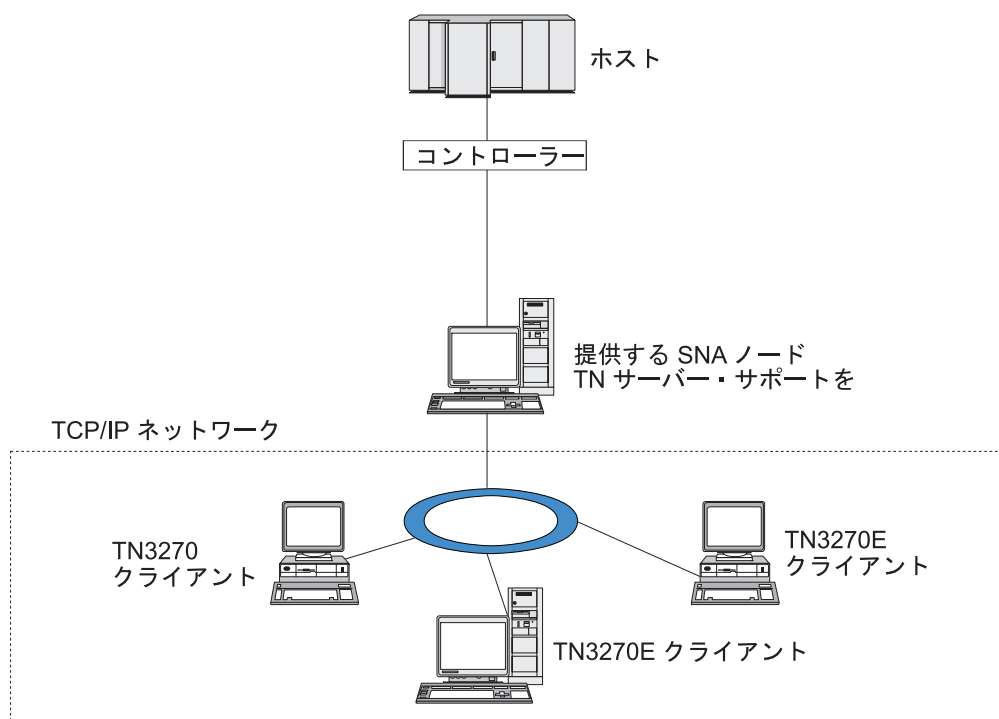 ホスト
コントローラー
提供する SNA ノード
TN サーバー・サポートを
TCP/IP ネットワーク
TN3270
クライアント
TN3270E
クライアント
TN3270E クライアント